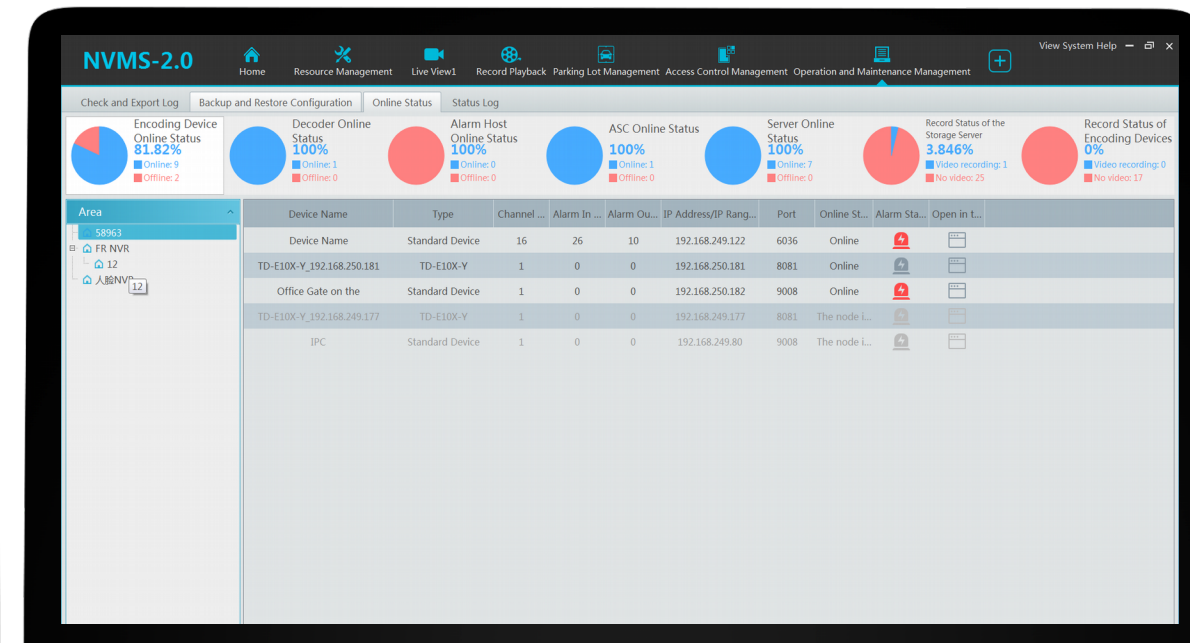 NVMS-2.0
Home
Resource Management
Live View1
Record Playback
Parking Lot Management
Access Control Management
Operation and Maintenance Management
View System Help
Check and Export Log
Backup and Restore Configuration
Online Status
Status Log
Encoding Device
Online Status
81.82%
Online: 9
Offline: 2
Decoder Online
Status
100%
Online: 1
Offline: 0
Alarm Host
Online Status
100%
Online: 0
Offline: 0
ASC Online Status
100%
Online: 1
Offline: 0
Server Online
Status
100%
Online: 7
Offline: 0
Record Status of the
Storage Server
3.846%
Video recording: 1
No video: 25
Record Status of
Encoding Devices
0%
Video recording: 0
No video: 17
Area
58963
FR NVR
12
人脸NVR
12
Device Name Type Channel ... Alarm In ... Alarm Ou... IP Address/IP Rang... Port Online St... Alarm Sta... Open in t...
Device Name Standard Device 16 26 10 192.168.249.122 6036 Online
TD-E10X-Y_192.168.250.181 TD-E10X-Y 1 0 0 192.168.250.181 8081 Online
Office Gate on the Standard Device 1 0 0 192.168.250.182 9008 Online
TD-E10X-Y_192.168.249.177 TD-E10X-Y 1 0 0 192.168.249.177 8081 The node i...
IPC Standard Device 1 0 0 192.168.249.80 9008 The node i...